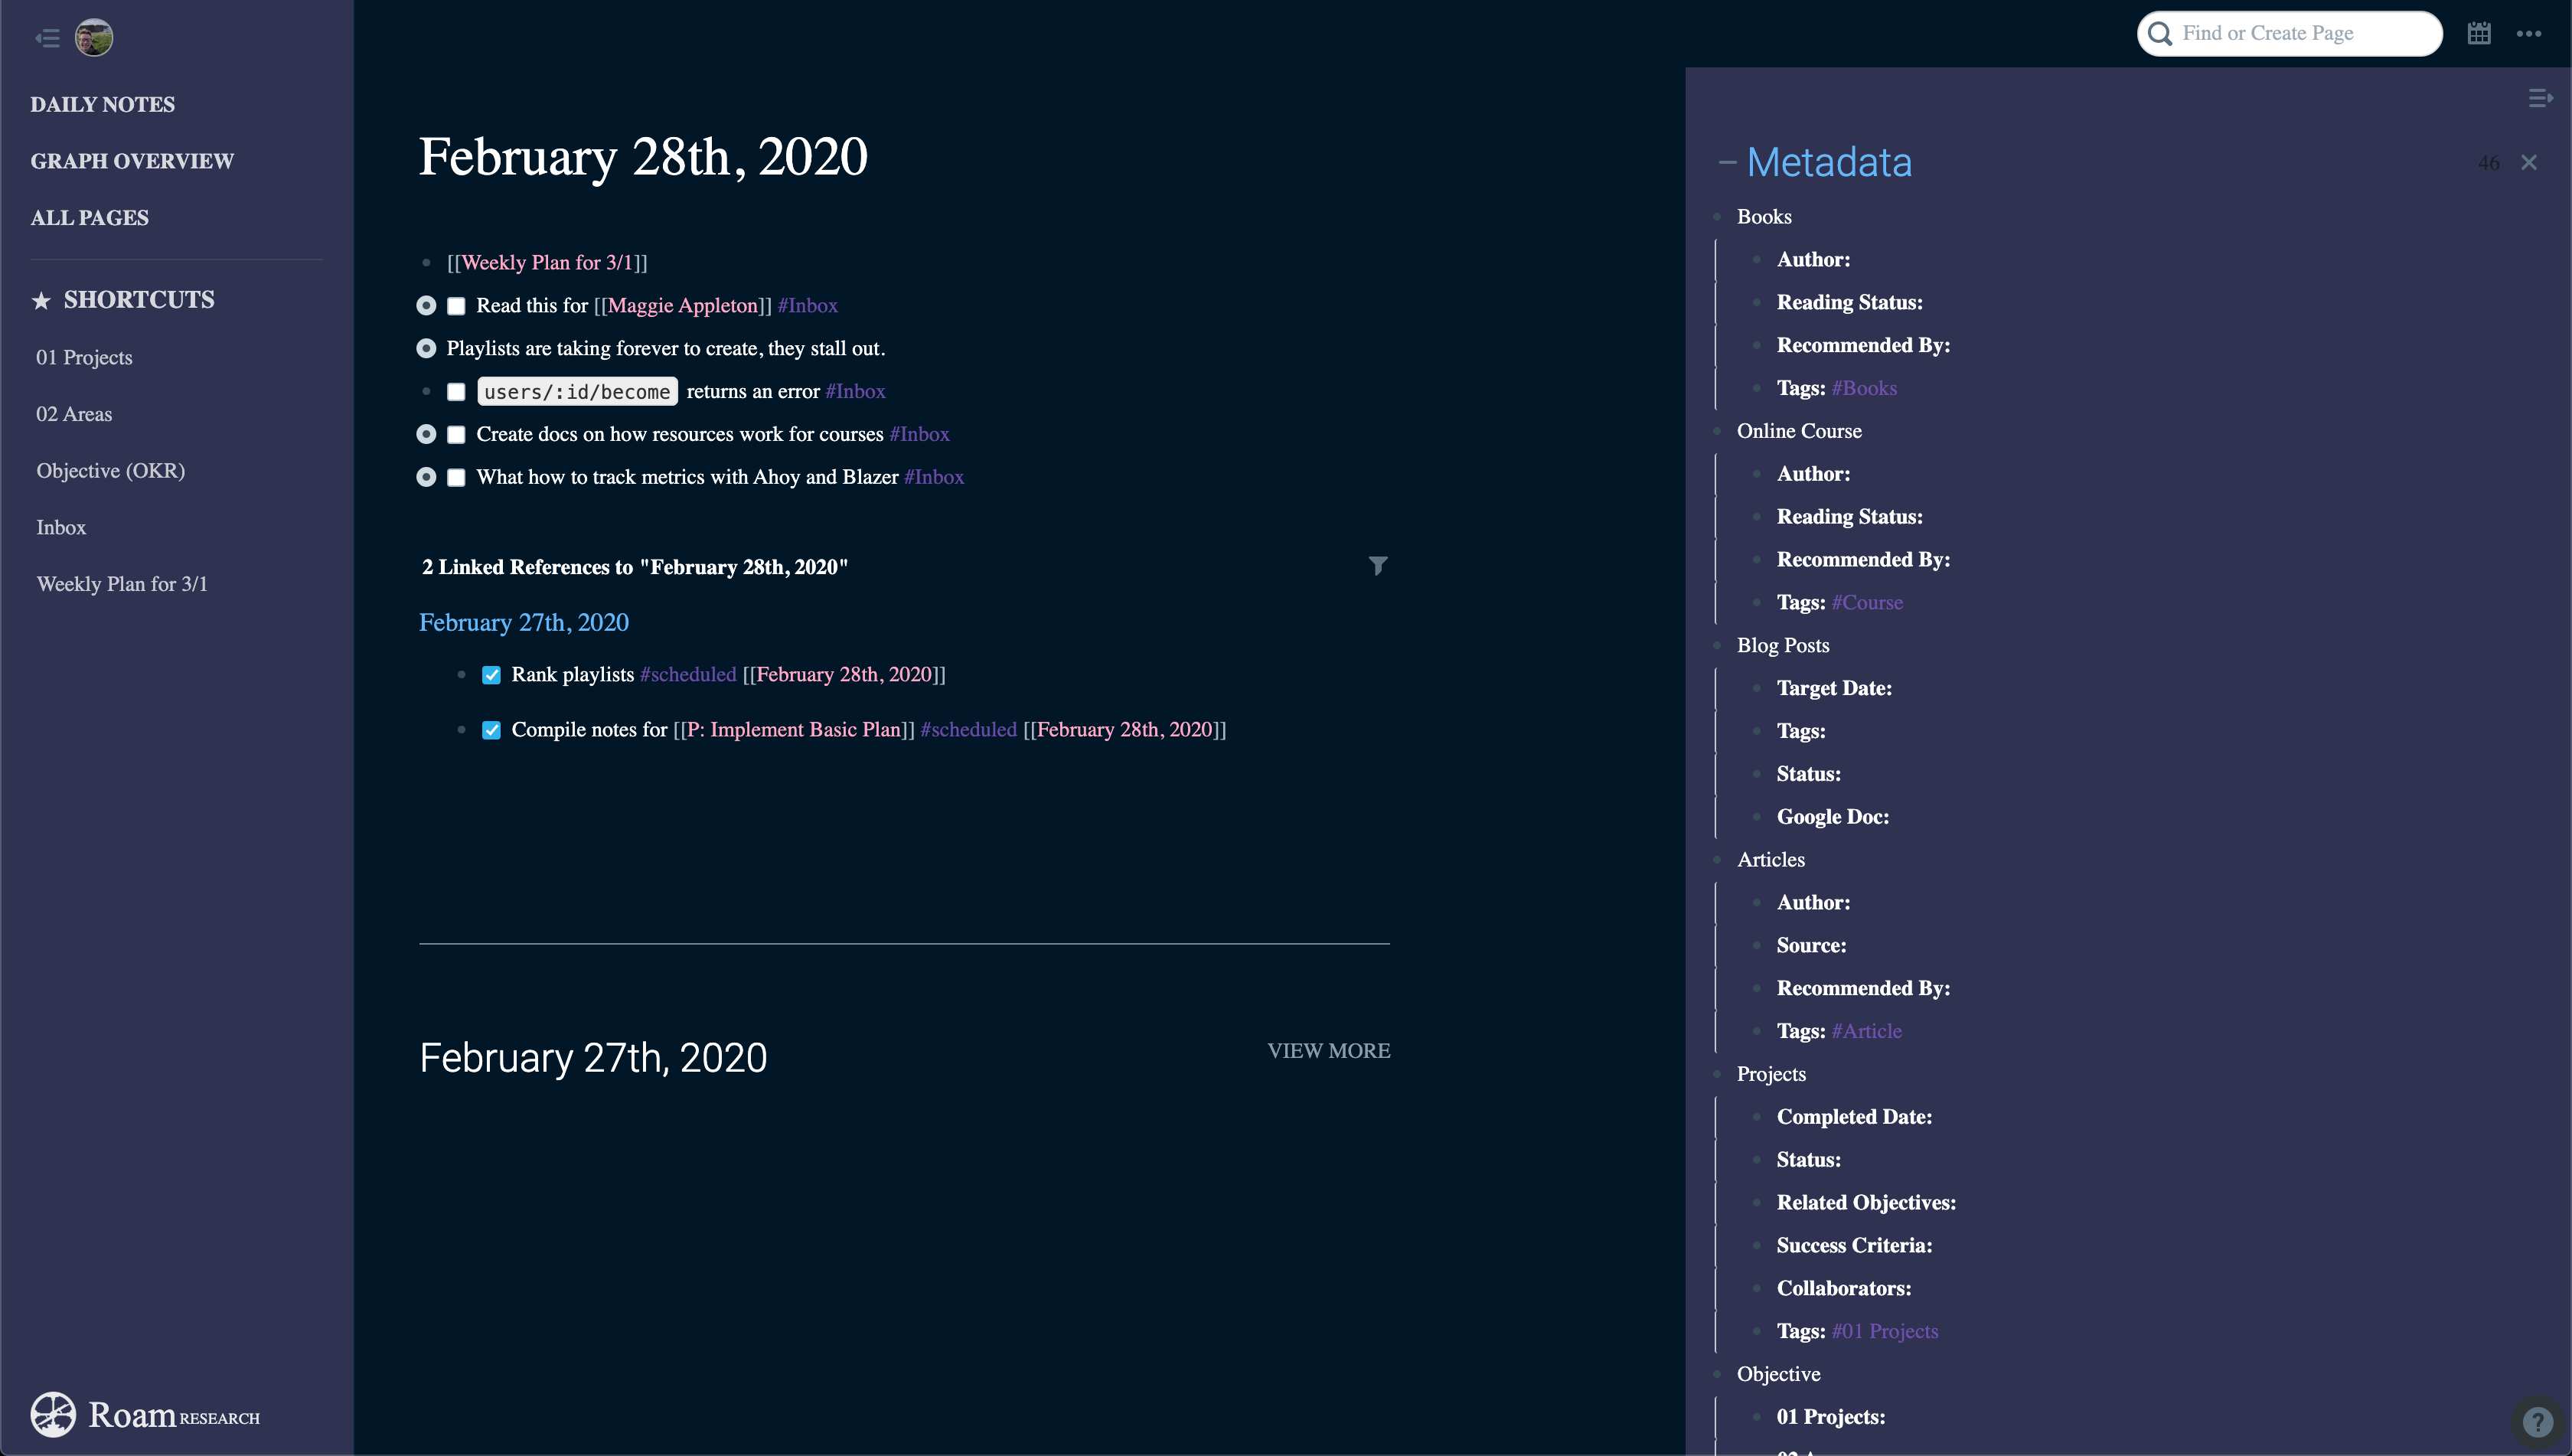 DAILY NOTES
GRAPH OVERVIEW
ALL PAGES
★ SHORTCUTS
01 Projects
02 Areas
Objective (OKR)
Inbox
Weekly Plan for 3/1
Roam RESEARCH
Find or Create Page
February 28th, 2020
[[Weekly Plan for 3/1]]
Read this for [[Maggie Appleton]] #Inbox
Playlists are taking forever to create, they stall out.
users/:id/become returns an error #Inbox
Create docs on how resources work for courses #Inbox
What how to track metrics with Ahoy and Blazer #Inbox
2 Linked References to "February 28th, 2020"
February 27th, 2020
Rank playlists #scheduled [[February 28th, 2020]]
Compile notes for [[P: Implement Basic Plan]] #scheduled [[February 28th, 2020]]
February 27th, 2020
VIEW MORE
Metadata
46
Books
Author:
Reading Status:
Recommended By:
Tags: #Books
Online Course
Author:
Reading Status:
Recommended By:
Tags: #Course
Blog Posts
Target Date:
Tags:
Status:
Google Doc:
Articles
Author:
Source:
Recommended By:
Tags: #Article
Projects
Completed Date:
Status:
Related Objectives:
Success Criteria:
Collaborators:
Tags: #01 Projects
Objective
01 Projects:
?